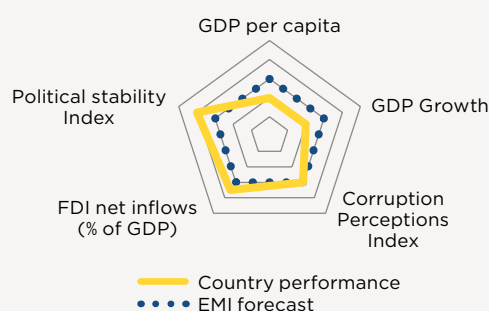 GDP per capita
Political stability
Index
GDP Growth
FDI net inflows
(% of GDP)
Corruption
Perceptions
Index
Country performance
EMI forecast